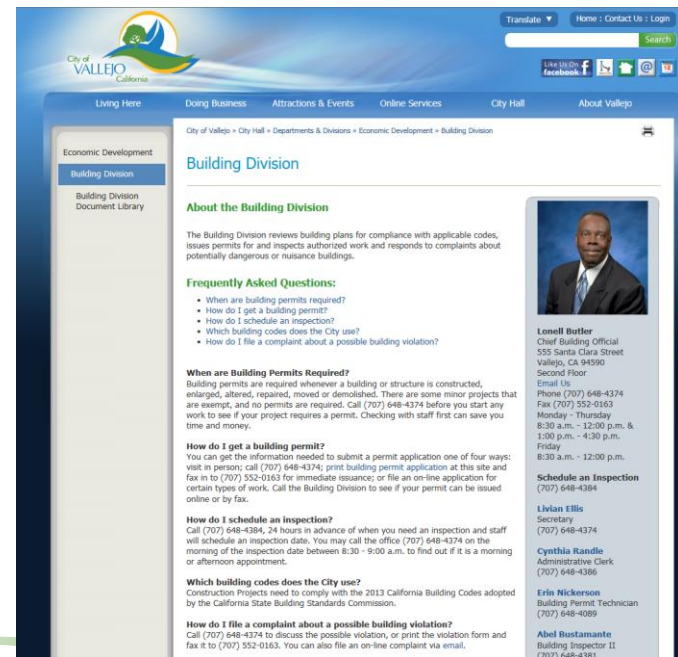 Translate ▼
Home : Contact Us : Login
Search
City of
VALLEJO
California
Like Us On
facebook
Living Here
Doing Business
Attractions & Events
Online Services
City Hall
About Vallejo
City of Vallejo » City Hall » Departments & Divisions » Economic Development » Building Division
Economic Development
Building Division
Building Division
Document Library
Building Division
About the Building Division
The Building Division reviews building plans for compliance with applicable codes,
issues permits for and inspects authorized work and responds to complaints about
potentially dangerous or nuisance buildings.
Frequently Asked Questions:
• When are building permits required?
• How do I get a building permit?
• How do I schedule an inspection?
• Which building codes does the City use?
• How do I file a complaint about a possible building violation?
When are Building Permits Required?
Building permits are required whenever a building or structure is constructed,
enlarged, altered, repaired, moved or demolished. There are some minor projects that
are exempt, and no permits are required. Call (707) 648-4374 before you start any
work to see if your project requires a permit. Checking with staff first can save you
time and money.
How do I get a building permit?
You can get the information needed to submit a permit application one of four ways:
visit in person; call (707) 648-4374; print building permit application at this site and
fax in to (707) 552-0163 for immediate issuance; or file an on-line application for
certain types of work. Call the Building Division to see if your permit can be issued
online or by fax.
How do I schedule an inspection?
Call (707) 648-4384, 24 hours in advance of when you need an inspection and staff
will schedule an inspection date. You may call the office (707) 648-4374 on the
morning of the inspection date between 8:30 - 9:00 a.m. to find out if it is a morning
or afternoon appointment.
Which building codes does the City use?
Construction Projects need to comply with the 2013 California Building Codes adopted
by the California State Building Standards Commission.
How do I file a complaint about a possible building violation?
Call (707) 648-4374 to discuss the possible violation, or print the violation form and
fax it to (707) 552-0163. You can also file an on-line complaint via email.
Lonell Butler
Chief Building Official
555 Santa Clara Street
Vallejo, CA 94590
Second Floor
Email Us
Phone (707) 648-4374
Fax (707) 552-0163
Monday - Thursday
8:30 a.m. - 12:00 p.m. &
1:00 p.m. - 4:30 p.m.
Friday
8:30 a.m. - 12:00 p.m.
Schedule an Inspection
(707) 648-4384
Livian Ellis
Secretary
(707) 648-4374
Cynthia Randle
Administrative Clerk
(707) 648-4386
Erin Nickerson
Building Permit Technician
(707) 648-4089
Abel Bustamante
Building Inspector II
(707) 648-4381